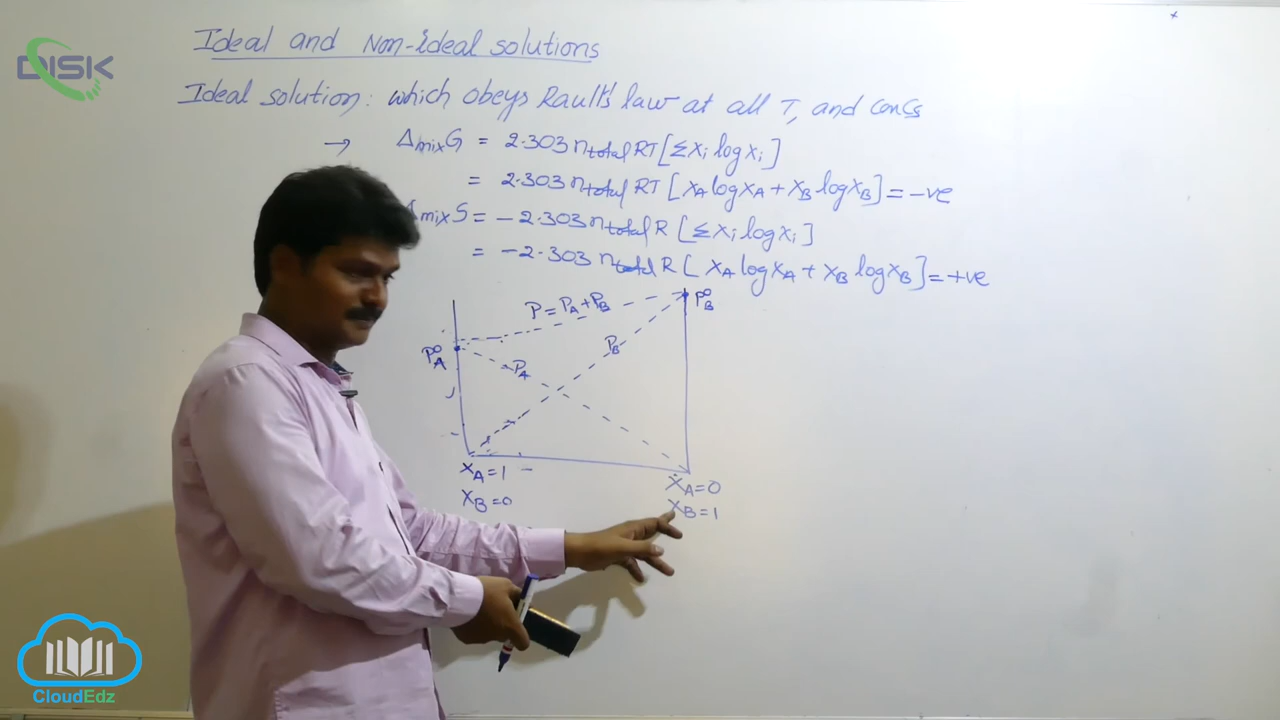 DISK
Ideal and Non-ideal solutions
Ideal solution: which obeys Rault's law at all T, and concs
→ ΔmixG = 2.303 ntotal RT [Σxi log xi]
= 2.303 ntotal RT [xA log xA + xB log xB] = -ve
ΔmixS = - 2.303 ntotal R [Σxi log xi]
= - 2.303 ntotal R [xA log xA + xB log xB] = +ve
P = PA + PB
P°B
P°A
PB
PA
XA = 1
XB = 0
XA = 0
XB = 1
CloudEdz